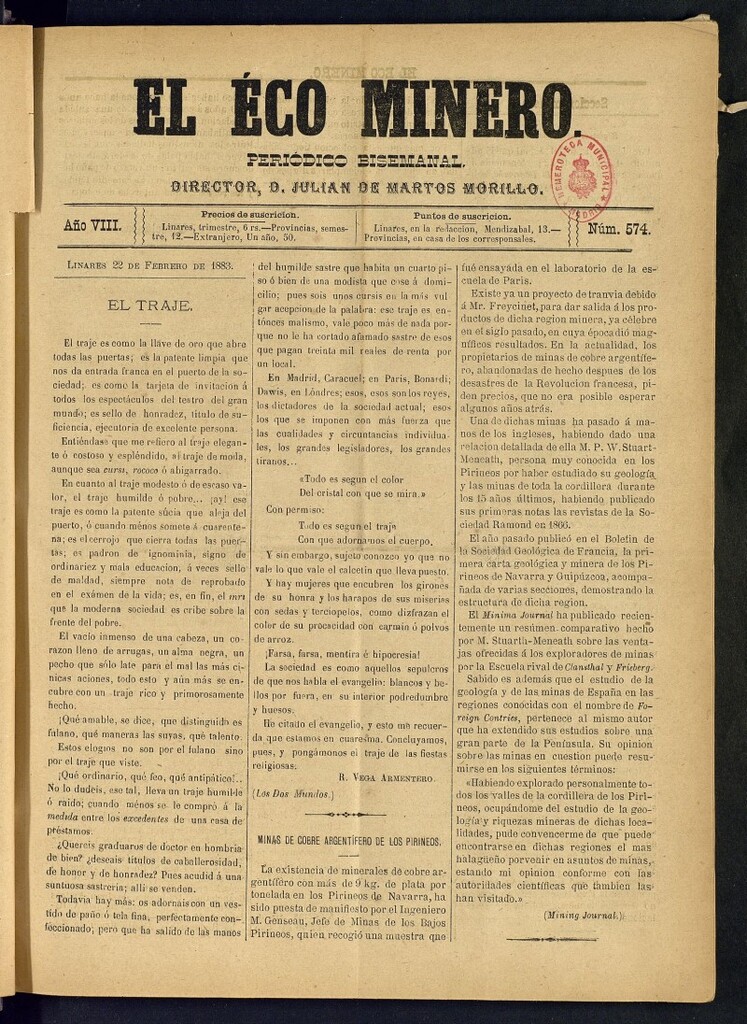 EL ÉCO MINERO.
PERIÓDICO BISEMANAL.
DIRECTOR, D. JULIAN DE MARTOS MORILLO.
HEMEROTECA MUNICIPAL
MADRID
Año VIII.
Precios de suscricion.
Linares, trimestre, 6 rs.—Provincias, semes-
tre, 12.—Extranjero, Un año, 50.
Puntos de suscricion.
Linares, en la redaccion, Mendizabal, 13.—
Provincias, en casa de los corresponsales.
Núm. 574.
LINARES 22 DE FEBRERO DE 1883.
EL TRAJE.
El traje es como la llave de oro que abre
todas las puertas; es la patente limpia que
nos da entrada franca en el puerto de la so-
ciedad; es como la tarjeta de invitación á
todos los espectáculos del teatro del gran
mundo; es sello de honradez, titulo de su-
ficiencia, ejecutoria de excelente persona.
Entiéndase que me refiero al traje elegan-
te ó costoso y espléndido, al traje de moda,
aunque sea cursi, rococo ó abigarrado.
En cuanto al traje modesto ó de escaso va-
lor, el traje humilde ó pobre... ¡ay! ese
traje es como la patente súcia que aleja del
puerto, ó cuando ménos somete á cuarente-
na; es el cerrojo que cierra todas las puer-
tas; es padron de ignominia, signo de
ordinariez y mala educacion, á veces sello
de maldad, siempre nota de reprobado
en el exámen de la vida; es, en fin, el inri
que la moderna sociedad es cribe sobre la
frente del pobre.
El vacío inmenso de una cabeza, un co-
razon lleno de arrugas, un alma negra, un
pecho que sólo late para el mal las más cí-
nicas aciones, todo esto y aún más se en-
cubre con un traje rico y primorosamente
hecho.
¡Qué amable, se dice, que distinguido es
fulano, qué maneras las suyas, qué talento.
Estos elogios no son por el fulano sino
por el traje que viste.
¡Qué ordinario, qué feo, qué antipático!..
No lo dudeis, ese tal, lleva un traje humilde
ó raido; cuando ménos se le compró á la
medida entre los excedentes de una casa de
préstamos.
¿Quereis graduaros de doctor en hombria
de bien? ¿deseais titulos de caballerosidad,
de honor y de honradez? Pues acudid á una
suntuosa sastreria; allí se venden.
Todavia hay más: os adornais con un ves-
tido de paño ó tela fina, perfectamente con-
feccionado; pero que ha salido de las manos
del humilde sastre que habita un cuarto pi-
so ó bien de una modista que cose á domi-
cilio; pues sois unos cursis en la más vul
gar acepcion de la palabra: ese traje es en-
tónces malísmo, vale poco más de nada por-
que no le ha cortado afamado sastre de esos
que pagan treinta mil reales de renta por
un local.
En Madrid, Caracuel; en Paris, Bonardi;
Dawis, en Lóndres; esos, esos son los reyes,
los dictadores de la sociedad actual; esos
los que se imponen con más fuerza que
las cualidades y circuntancias individua-
les, los grandes legisladores, los grandes
tiranos...
«Todo es segun el color
Del cristal con que se mira.»
Con permiso:
Todo es segun el traje
Con que adornamos el cuerpo.
Y sin embargo, sujeto conozco yo que no
vale lo que vale el calcetin que lleva puesto.
Y hay mujeres que encubren los girones
de su honra y los harapos de sus miserias
con sedas y terciopelos, como disfrazan el
color de su procacidad con carmin ó polvos
de arroz.
¡Farsa, farsa, mentira é hipocresia!
La sociedad es como aquellos sepulcros
de que nos habla el evangelio: blancos y be-
llos por fuera, en su interior podredumbre
y huesos.
He citado el evangelio, y esto me recuer-
da que estamos en cuaresma. Concluyamos,
pues, y pongámonos el traje de las fiestas
religiosas.
R. VEGA ARMENTERO.
(Los Dos Mundos.)
MINAS DE COBRE ARGENTÍFERO DE LOS PIRINEOS.
La existencia de minerales de cobre ar-
gentífero con más de 9 kg. de plata por
tonelada en los Pirineos de Navarra, ha
sido puesta de manifiesto por el Ingeniero
M. Genseau, Jefe de Minas de los Bajos
Pirineos, quien recogió una muestra que
fué ensayada en el laboratorio de la es-
cuela de Paris.
Existe ya un proyecto de tranvia debido
á Mr. Freycinet, para dar salida á los pro-
ductos de dicha region minera, ya célebre
en el siglo pasado, en cuya época dió mag-
níficos resultados. En la actualidad, los
propietarios de minas de cobre argentífe-
ro, abandonadas de hecho despues de los
desastres de la Revolucion francesa, pi-
den precios, que no era posible esperar
algunos años atrás.
Una de dichas minas ha pasado á ma-
nos de los ingleses, habiendo dado una
relacion detallada de ella M. P. W. Stuart-
Meneath, persona muy conocida en los
Pirineos por haber estudiado su geología
y las minas de toda la cordillera durante
los 15 años últimos, habiendo publicado
sus primeras notas las revistas de la So-
ciedad Ramond en 1866.
El año pasado publicó en el Boletin de
la Sociedad Geológica de Francia, la pri-
mera carta geológica y minera de los Pi-
rineos de Navarra y Guipúzcoa, acompa-
ñada de varias secciones, demostrando la
estructura de dicha region.
El Minima Journal ha publicado recien-
temente un resúmen comparativo hecho
por M. Stuarth-Meneath sobre las venta-
jas ofrecidas á los exploradores de minas
por la Escuela rival de Clansthal y Frieberg.
Sabido es además que el estudio de la
geología y de las minas de España en las
regiones conocidas con el nombre de Fo-
reign Contries, pertenece al mismo autor
que ha extendido sus estudios sobre una
gran parte de la Península. Su opinion
sobre las minas en cuestion puede resu-
mirse en los siguientes términos:
«Habiendo explorado personalmente to-
dos los valles de la cordillera de los Piri-
neos, ocupándome del estudio de la geo-
logía y riquezas mineras de dichas loca-
lidades, pude convencerme de que puede
encontrarse en dichas regiones el mas
halagüeño porvenir en asuntos de minas,
estando mi opinion conforme con las
autoridades científicas que tambien las
han visitado.»
(Mining Journal.)